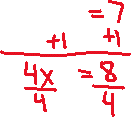 =7
+1 +1
4x/4 = 8/4